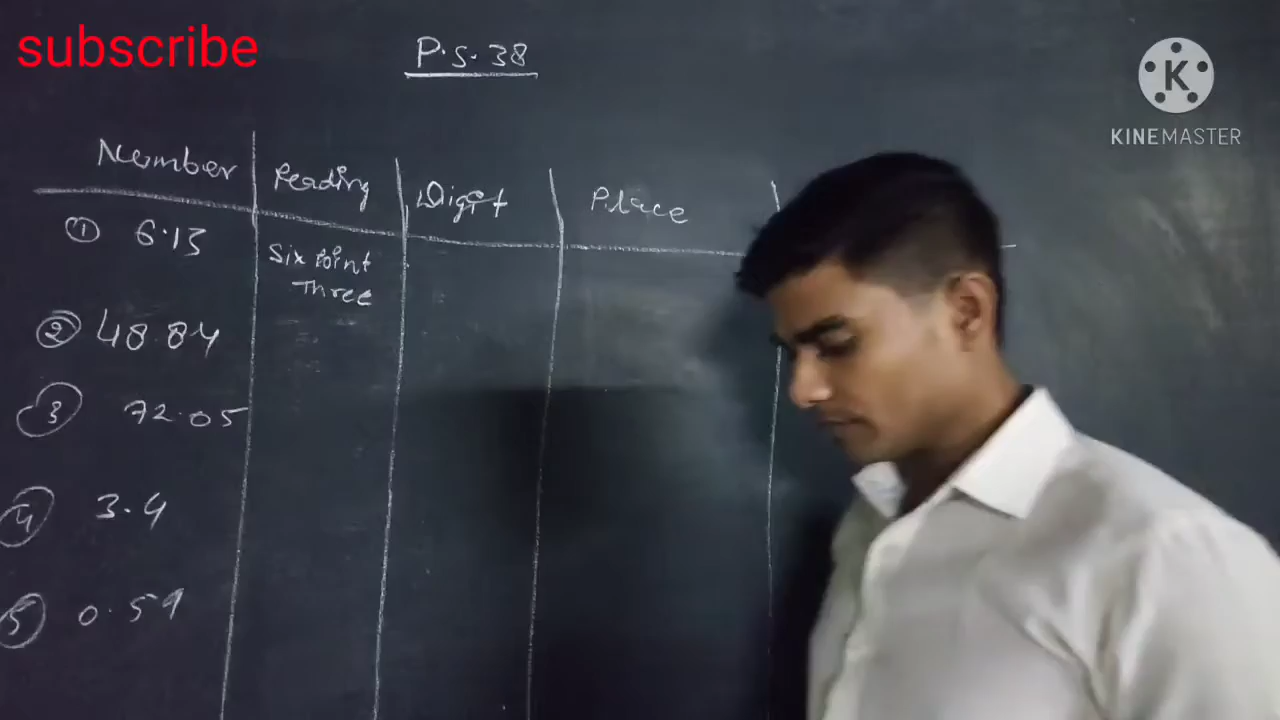 subscribe
P.S.38
K
KINEMASTER
Number Reading Digit Place
① 6.13 Six Point
Three
② 48.84
③ 72.05
④ 3.4
⑤ 0.59